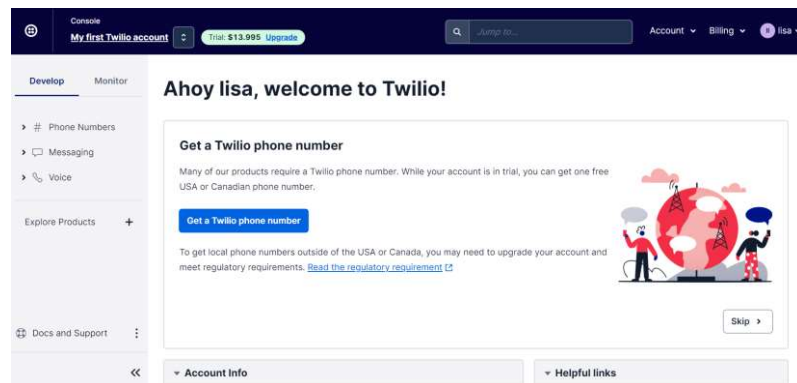 Console
My first Twilio account
Trial: $13.995 Upgrade
Jump to...
Account
Billing
lisa
Develop
Monitor
Ahoy lisa, welcome to Twilio!
# Phone Numbers
Messaging
Voice
Explore Products +
Docs and Support
Get a Twilio phone number
Many of our products require a Twilio phone number. While your account is in trial, you can get one free
USA or Canadian phone number.
Get a Twilio phone number
To get local phone numbers outside of the USA or Canada, you may need to upgrade your account and
meet regulatory requirements. Read the regulatory requirement
Skip
Account Info
Helpful links